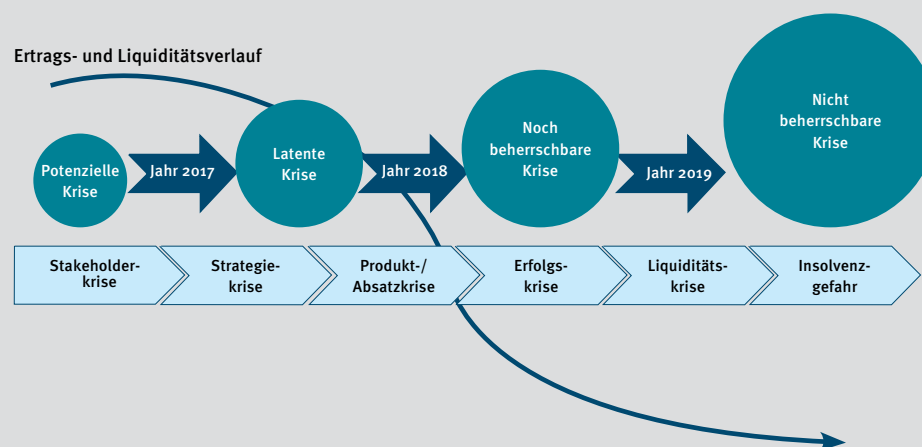 Ertrags- und Liquiditätsverlauf
Potenzielle
Krise
Jahr 2017
Latente
Krise
Jahr 2018
Noch
beherrschbare
Krise
Jahr 2019
Nicht
beherrschbare
Krise
Stakeholder-
krise
Strategie-
krise
Produkt-/
Absatzkrise
Erfolgs-
krise
Liquiditäts-
krise
Insolvenz-
gefahr